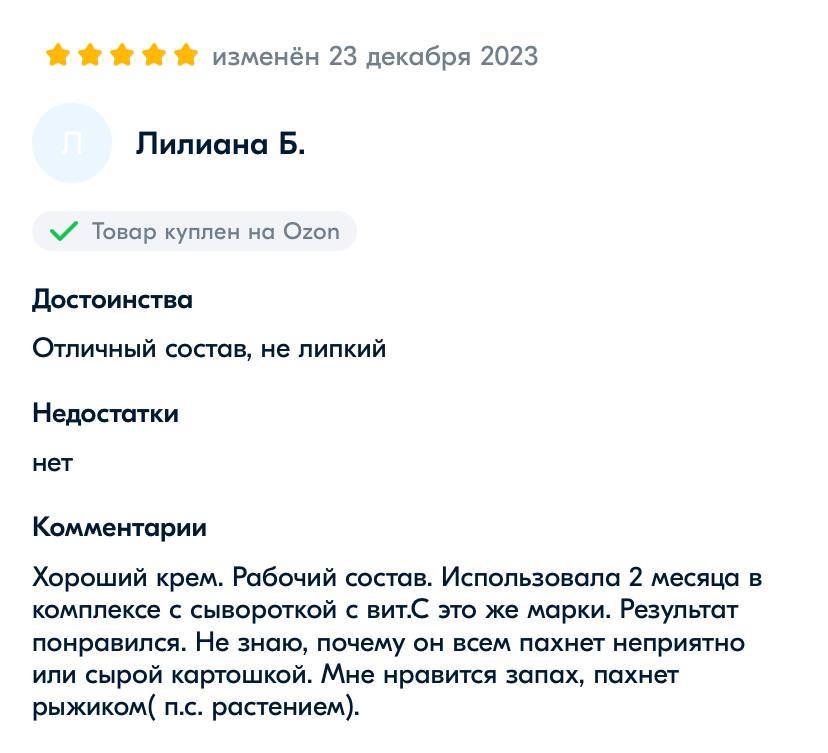 изменён 23 декабря 2023
Л
Лилиана Б.
Товар куплен на Ozon
Достоинства
Отличный состав, не липкий
Недостатки
нет
Комментарии
Хороший крем. Рабочий состав. Использовала 2 месяца в
комплексе с сывороткой с вит.С это же марки. Результат
понравился. Не знаю, почему он всем пахнет неприятно
или сырой картошкой. Мне нравится запах, пахнет
рыжиком( п.с. растением).